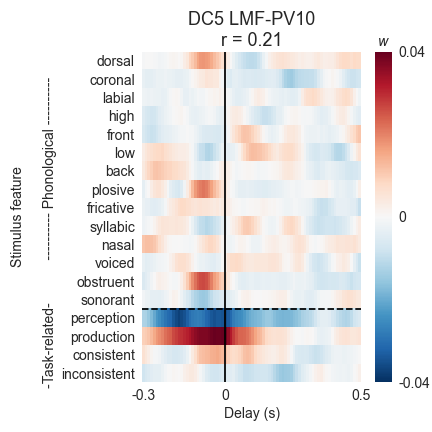 DC5 LMF-PV10
r = 0.21
w
dorsal
coronal
labial
high
front
low
back
plosive
fricative
syllabic
nasal
voiced
obstruent
sonorant
perception
production
consistent
inconsistent
Stimulus feature
-Task-related- ----------- Phonological ----------
0.04
0
-0.04
-0.3 0 0.5
Delay (s)